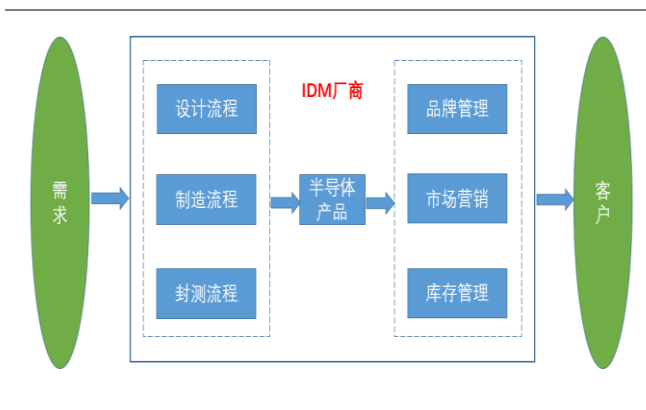 需
求
IDM厂商
设计流程
制造流程
封测流程
半导体
产品
品牌管理
市场营销
库存管理
客
户